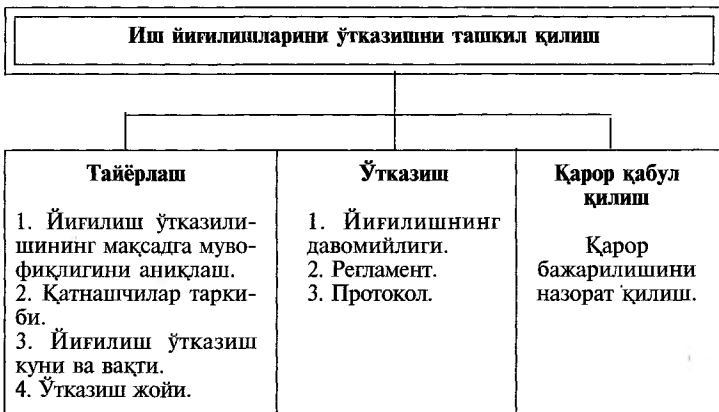 Иш йиғилишларини ўтказишни ташкил қилиш
Тайёрлаш
1. Йиғилиш ўтказили-
шининг мақсадга муво-
фиқлигини аниқлаш.
2. Қатнашчилар тарки-
би.
3. Йиғилиш ўтказиш
куни ва вақти.
4. Ўтказиш жойи.
Ўтказиш
1. Йиғилишнинг
давомийлиги.
2. Регламент.
3. Протокол.
Қарор қабул
қилиш
Қарор
бажарилишини
назорат қилиш.